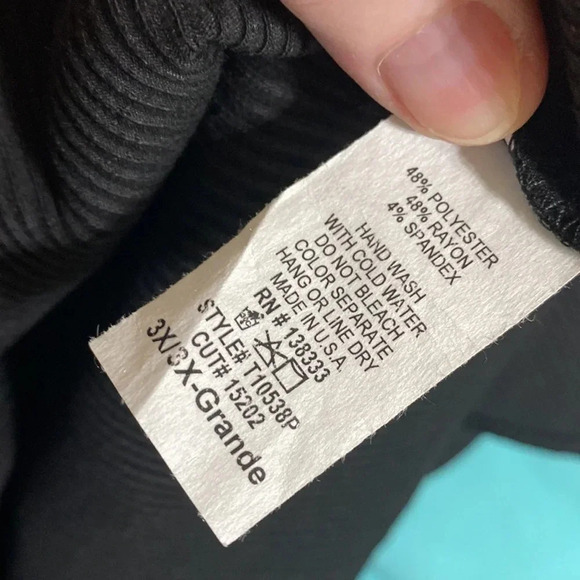 48% POLYESTER
48% RAYON
4% SPANDEX
HAND WASH
WITH COLD WATER
DO NOT BLEACH
COLOR SEPARATE
HANG OR LINE DRY
MADE IN U.S.A
RN # 138333
STYLE# T10538P
CUT# 15202
3X/3X-Grande